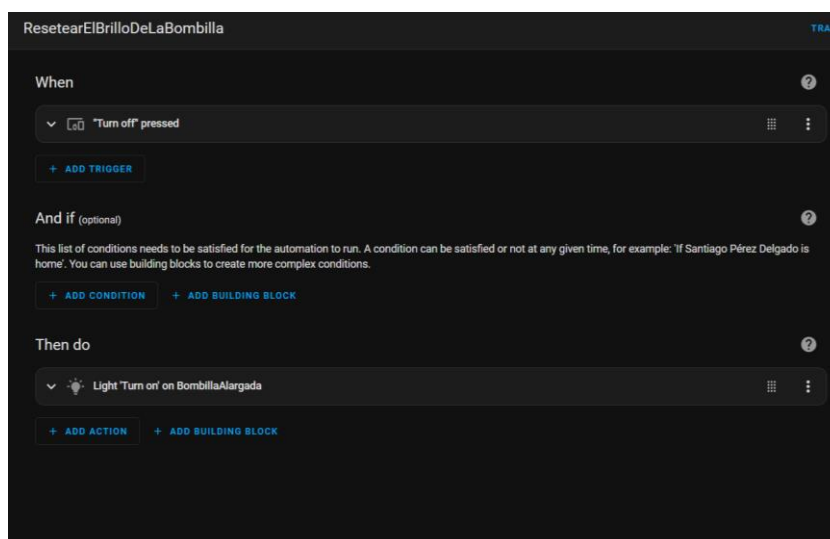 ResetearElBrilloDeLaBombilla
TRA
When
"Turn off" pressed
+ ADD TRIGGER
And if (optional)
This list of conditions needs to be satisfied for the automation to run. A condition can be satisfied or not at any given time, for example: 'If Santiago Pérez Delgado is
home'. You can use building blocks to create more complex conditions.
+ ADD CONDITION + ADD BUILDING BLOCK
Then do
Light 'Turn on' on BombillaAlargada
+ ADD ACTION + ADD BUILDING BLOCK